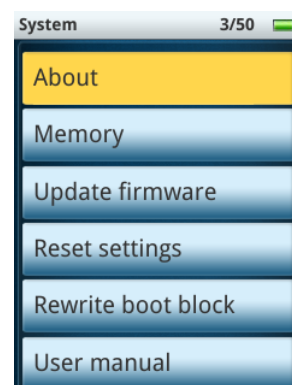 System 3/50
About
Memory
Update firmware
Reset settings
Rewrite boot block
User manual